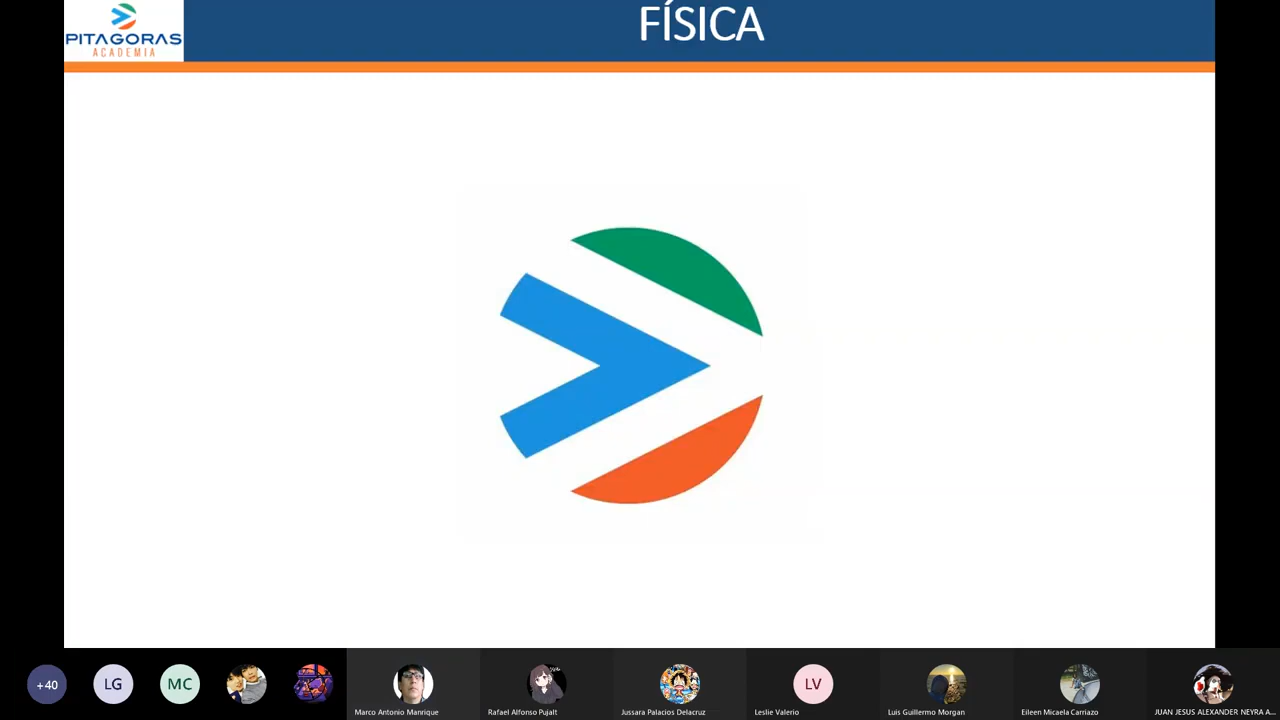 PITAGORAS
ACADEMIA
FÍSICA
+40
LG
MC
LV
Marco Antonio Manrique
Rafael Alfonso Pujalt
Jussara Palacios Delacruz
Leslie Valerio
Luis Guillermo Morgan
Eileen Micaela Carriazo
JUAN JESUS ALEXANDER NEYRA A...